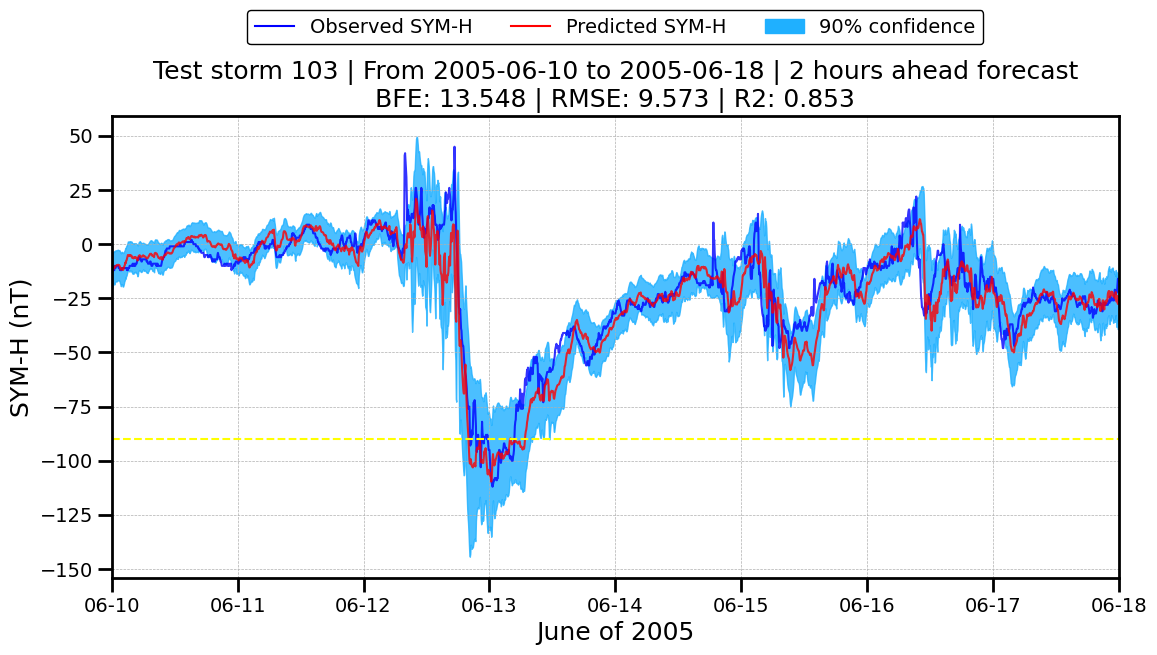 Observed SYM-H Predicted SYM-H 90% confidence
Test storm 103 | From 2005-06-10 to 2005-06-18 | 2 hours ahead forecast
BFE: 13.548 | RMSE: 9.573 | R2: 0.853
50
25
0
−25
−50
−75
−100
−125
−150
SYM-H (nT)
06-10 06-11 06-12 06-13 06-14 06-15 06-16 06-17 06-18
June of 2005